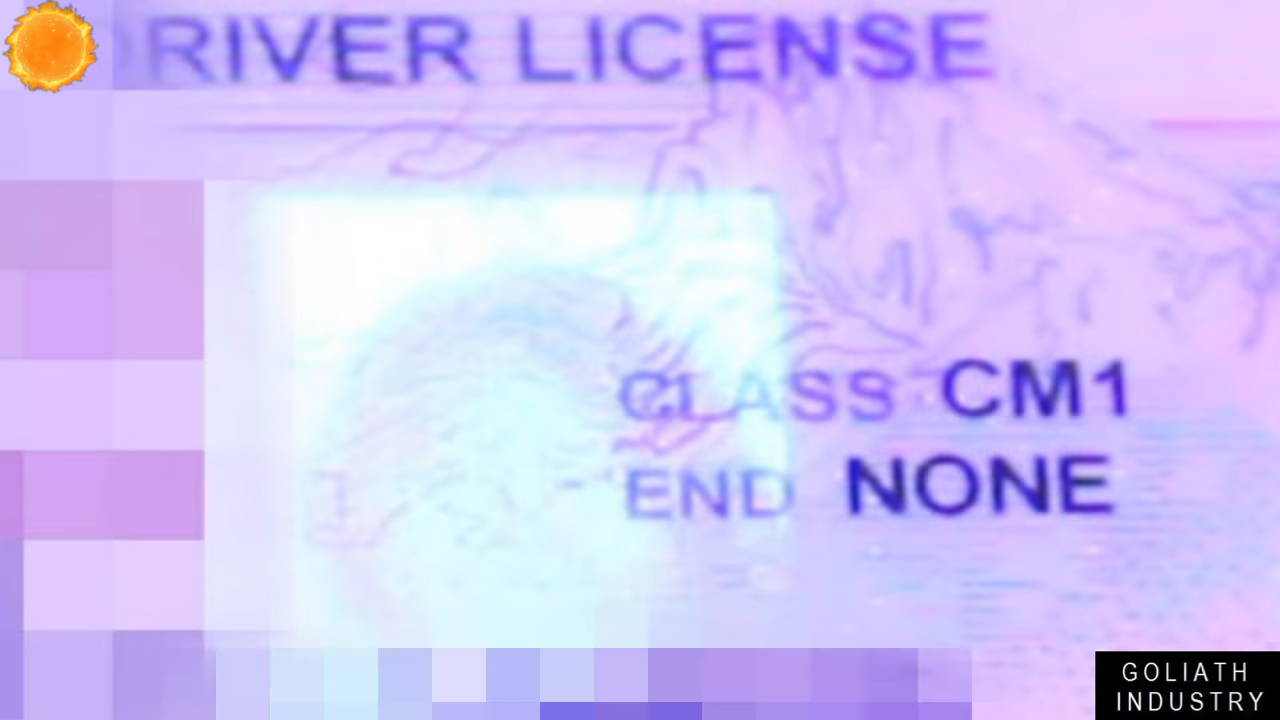 RIVER LICENSE
CLASS CM1
END NONE
GOLIATH
INDUSTRY